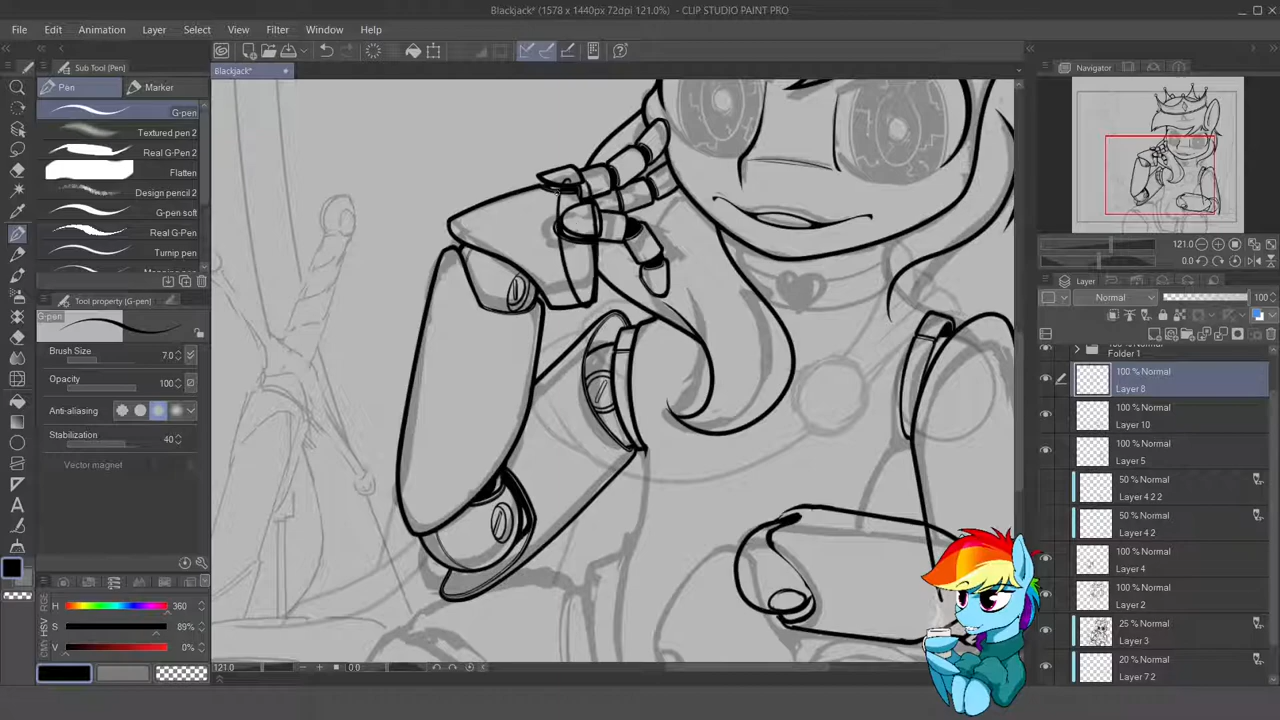 Blackjack* (1578 x 1440px 72dpi 121.0%) - CLIP STUDIO PAINT PRO
File Edit Animation Layer Select View Filter Window Help
Sub Tool [Pen]
Blackjack*
Navigator
Pen
Marker
G-pen
Textured pen 2
Real G-Pen 2
Flatten
Design pencil 2
G-pen soft
Real G-Pen
Turnip pen
121.0
0.0
Tool property [G-pen]
G-pen
Brush Size 7.0
Opacity 100
Anti-aliasing
Stabilization 40
Vector magnet
Layer
Normal 100
100 % Normal
Folder 1
100 % Normal
Layer 8
100 % Normal
Layer 10
100 % Normal
Layer 5
50 % Normal
Layer 4 2 2
50 % Normal
Layer 4 2
100 % Normal
Layer 4
100 % Normal
Layer 2
25 % Normal
Layer 3
20 % Normal
Layer 7 2
H 360
S 89%
V 0%
121.0
0.0